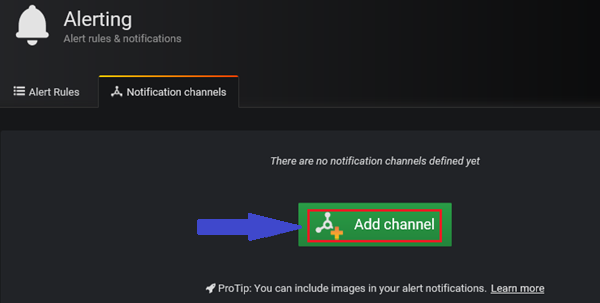 Alerting
Alert rules & notifications
Alert Rules
Notification channels
There are no notification channels defined yet
Add channel
ProTip: You can include images in your alert notifications. Learn more